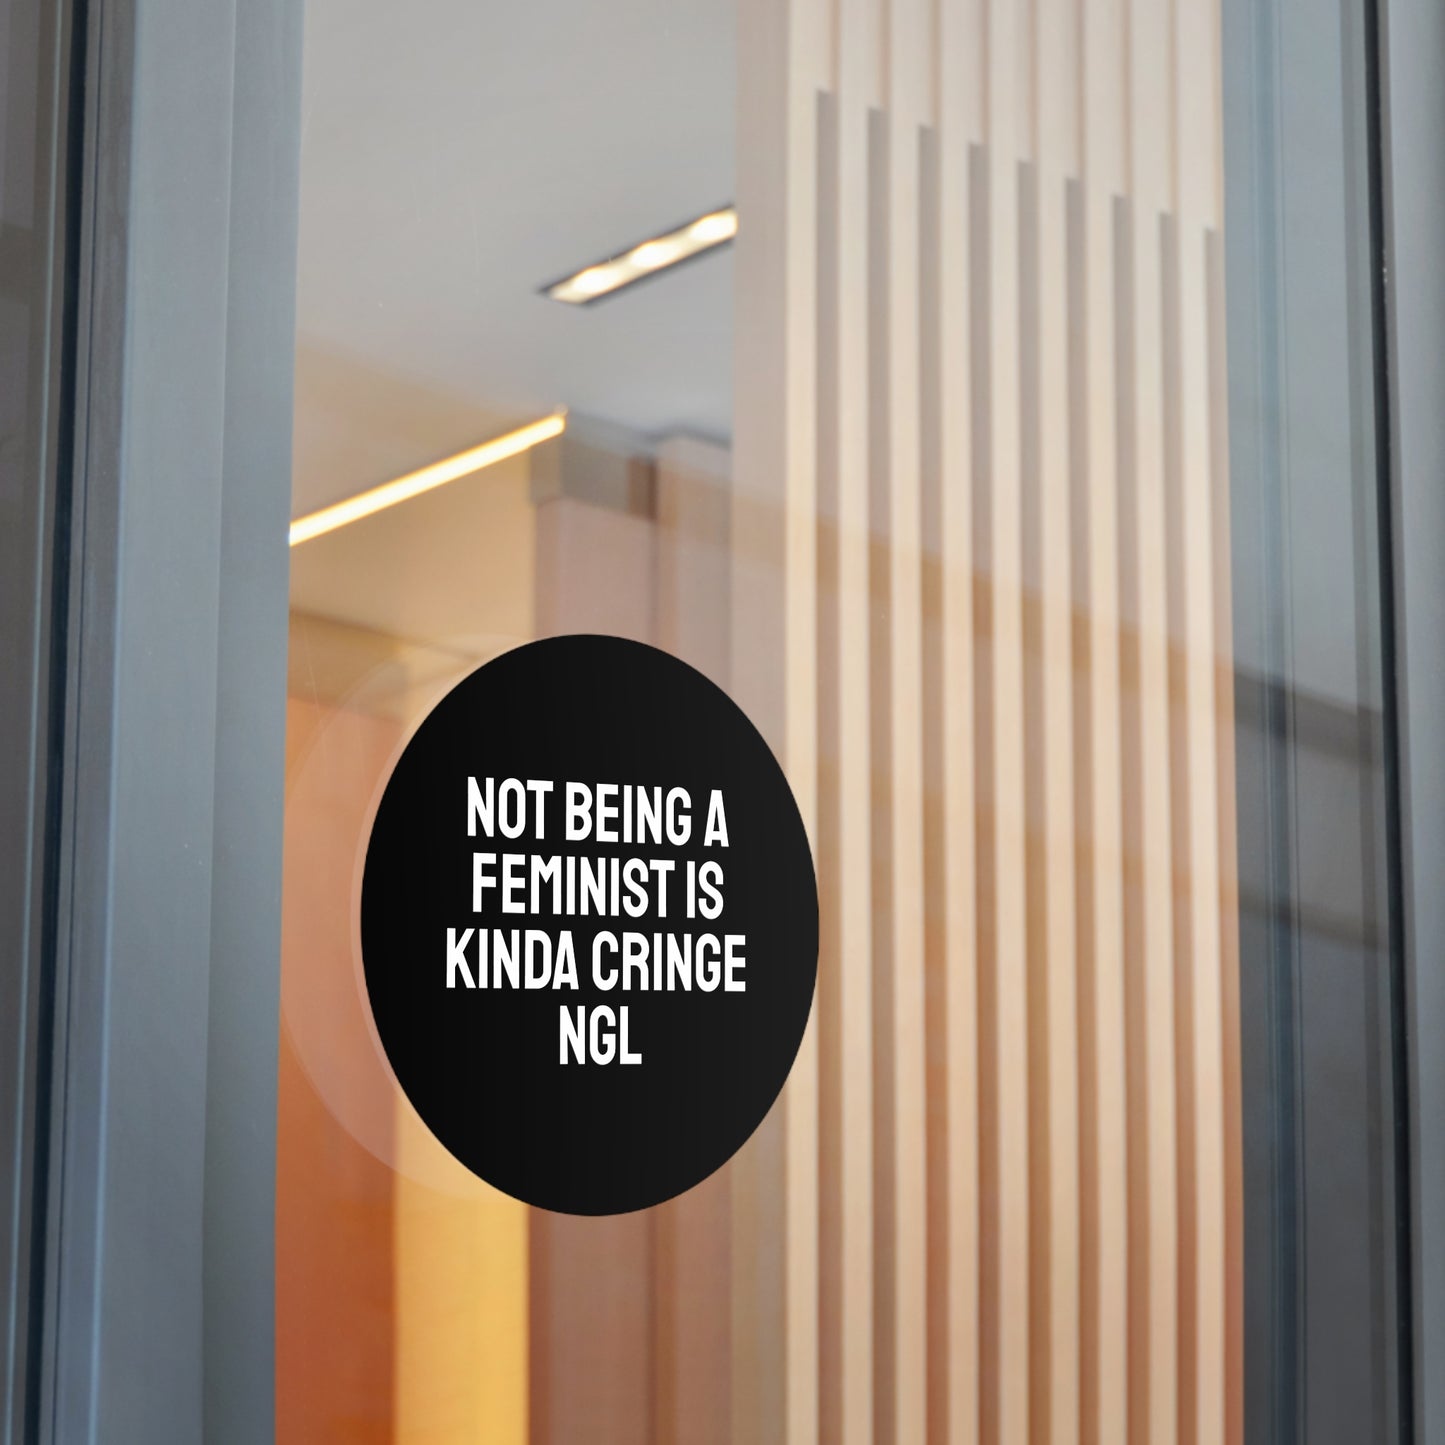 NOT BEING A
FEMINIST IS
KINDA CRINGE
NGL